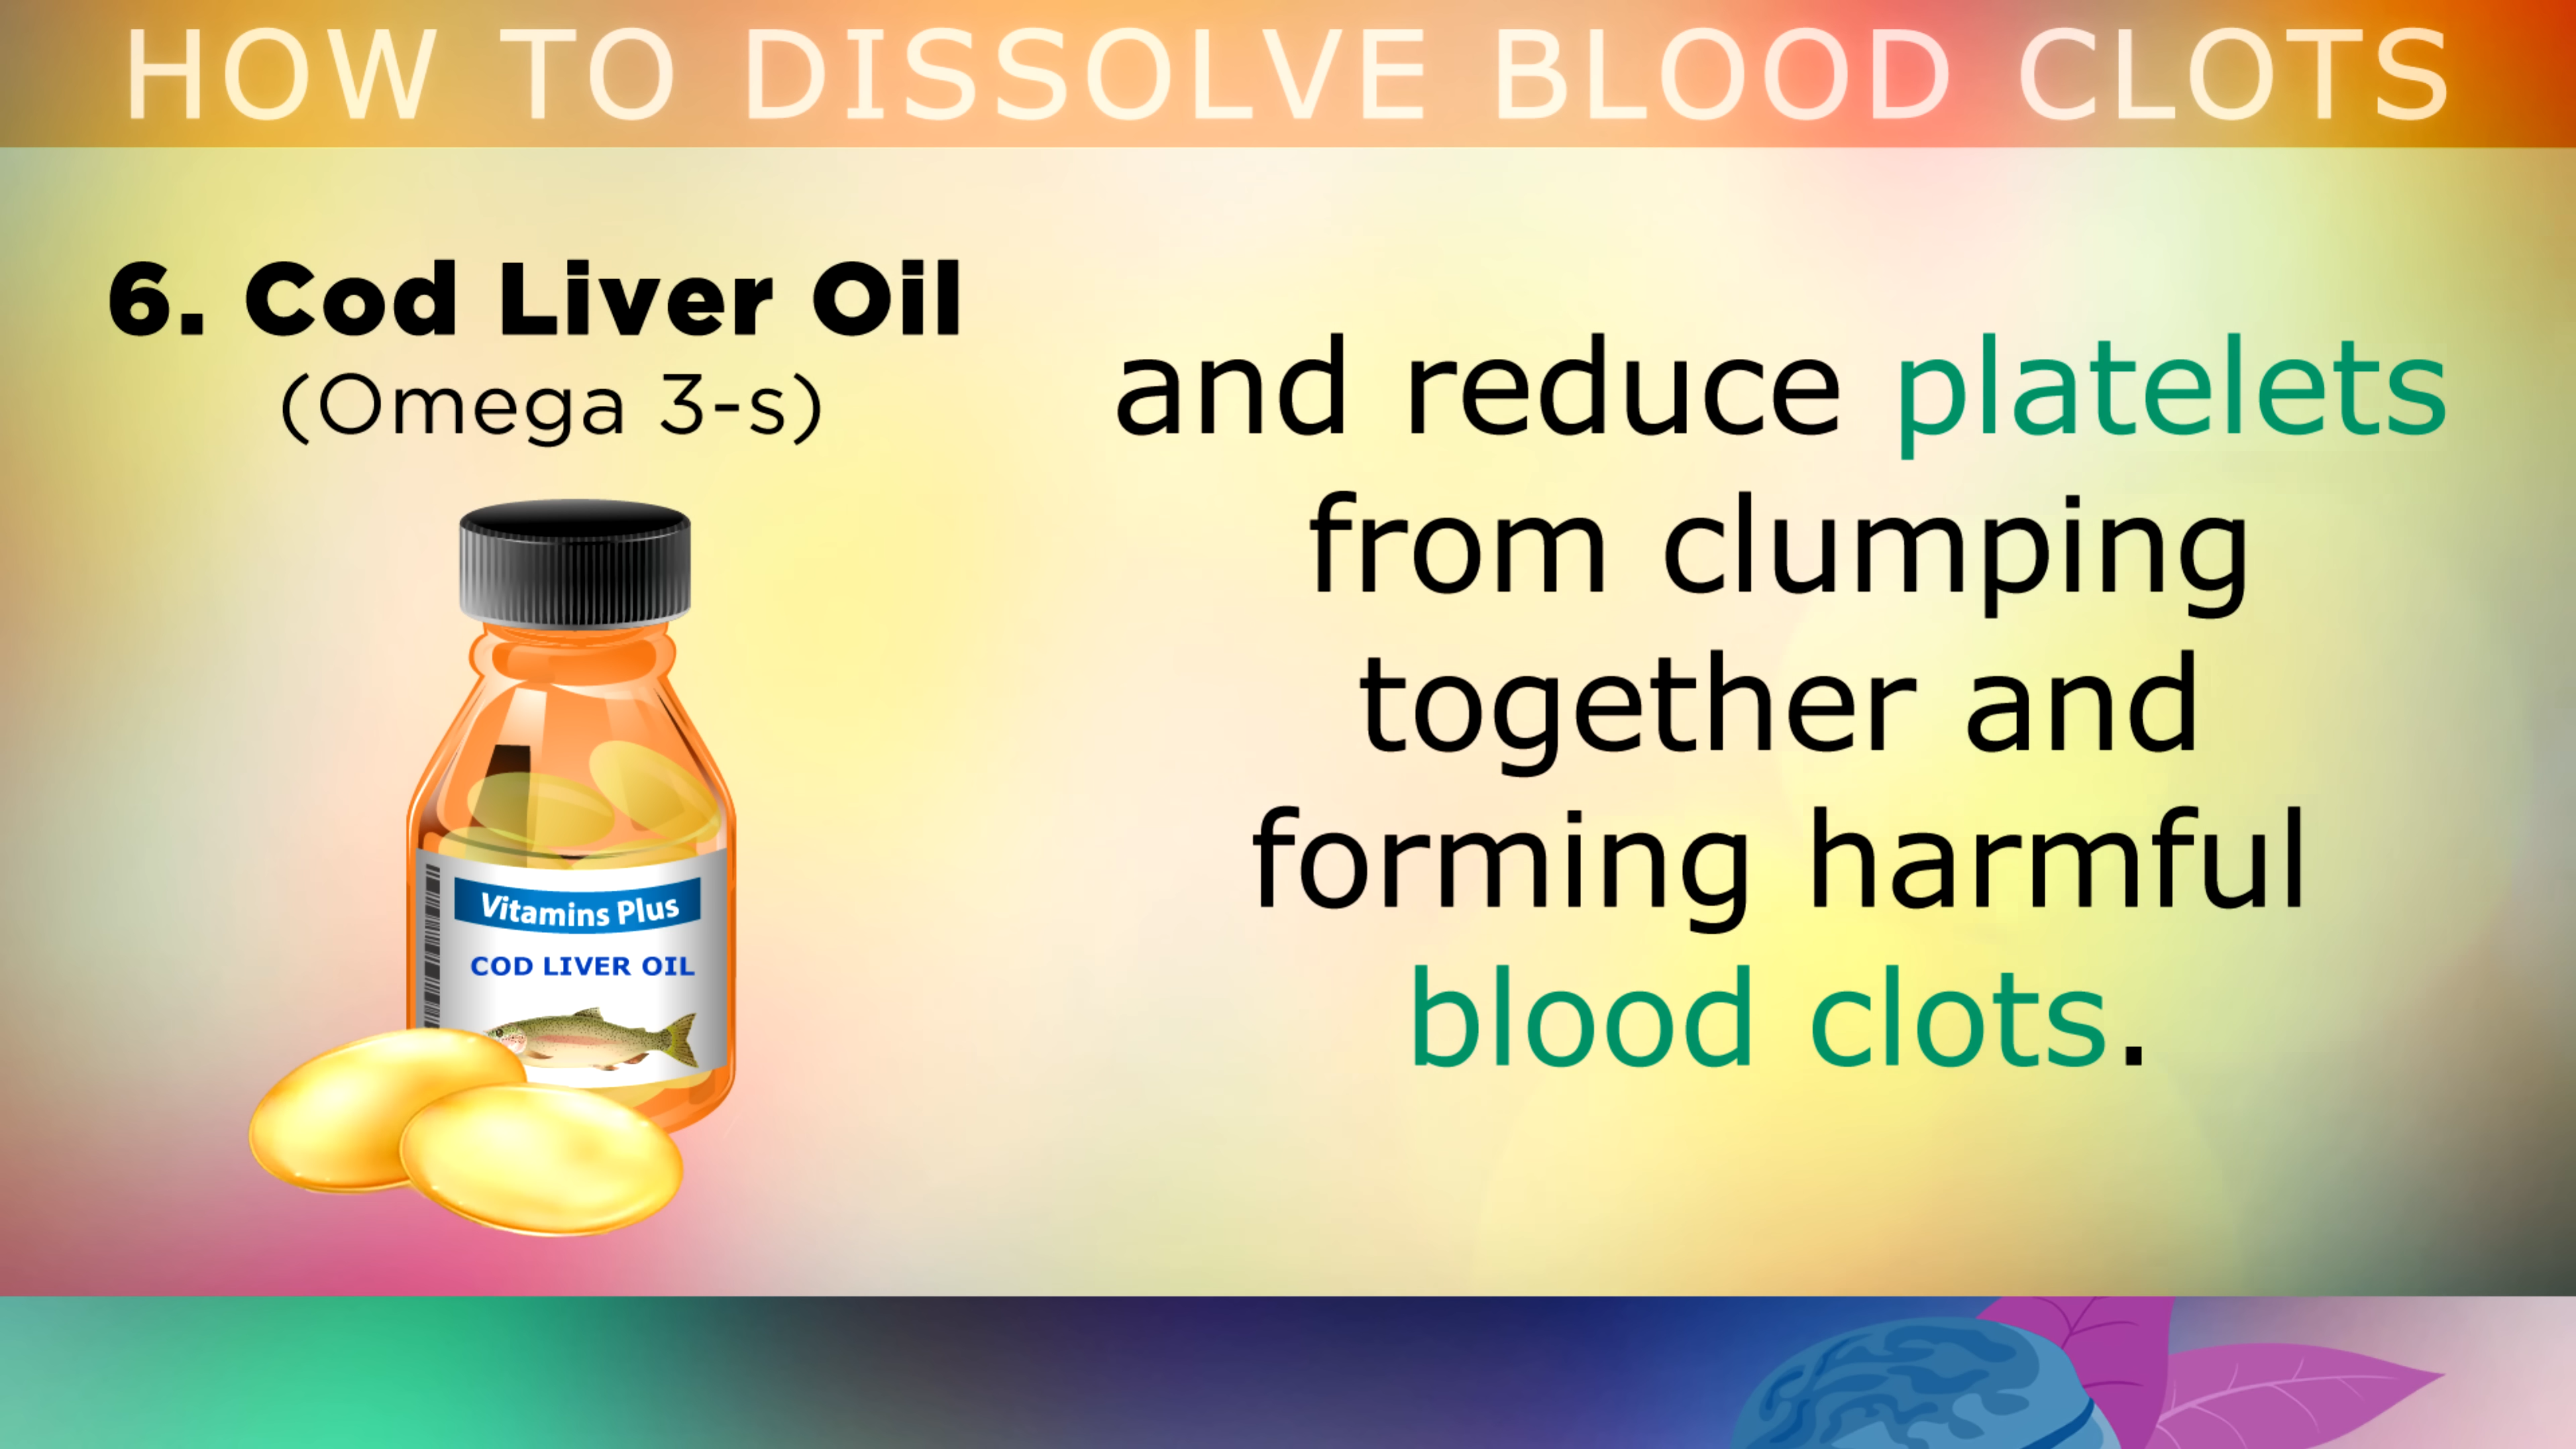 HOW TO DISSOLVE BLOOD CLOTS
6. Cod Liver Oil
(Omega 3-s)
Vitamins Plus
COD LIVER OIL
and reduce platelets
from clumping
together and
forming harmful
blood clots.